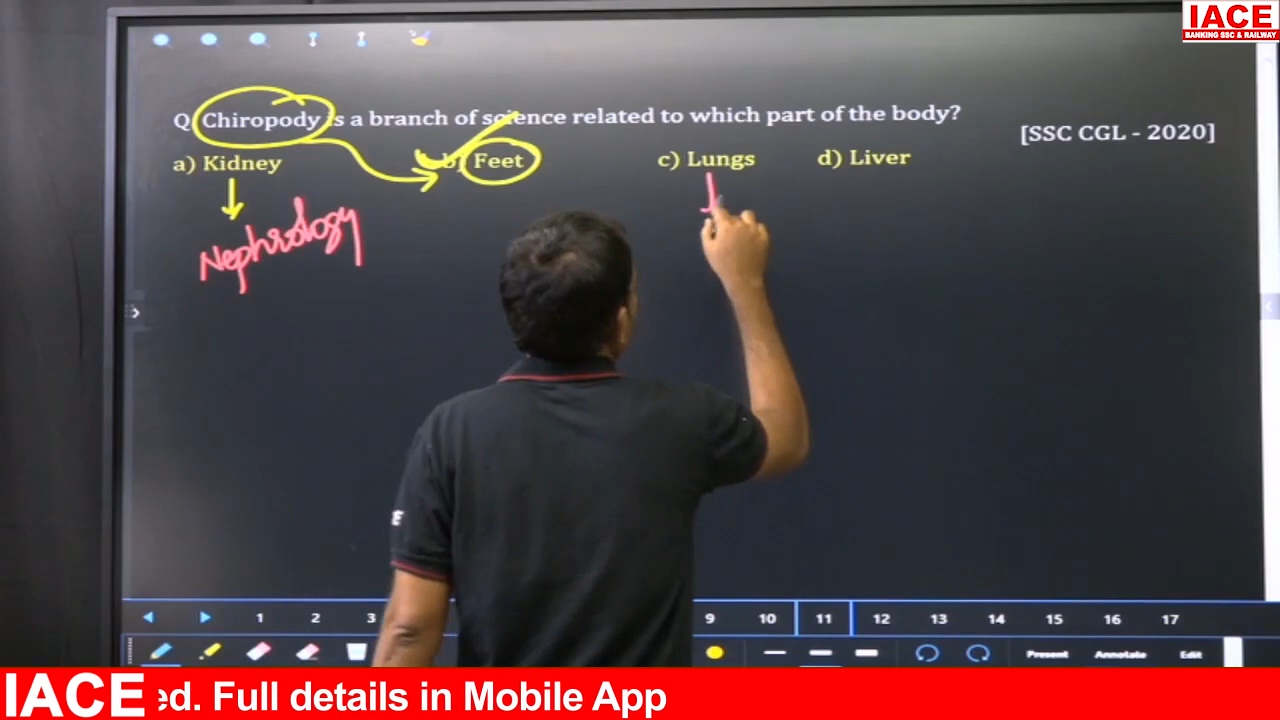 IACE
BANKING SSC & RAILWAY
Q Chiropody is a branch of science related to which part of the body?
[SSC CGL - 2020]
a) Kidney b) Feet c) Lungs d) Liver
Nephrology
E
1 2 3 9 10 11 12 13 14 15 16 17
Present Annotate Edit
IACE ed. Full details in Mobile App